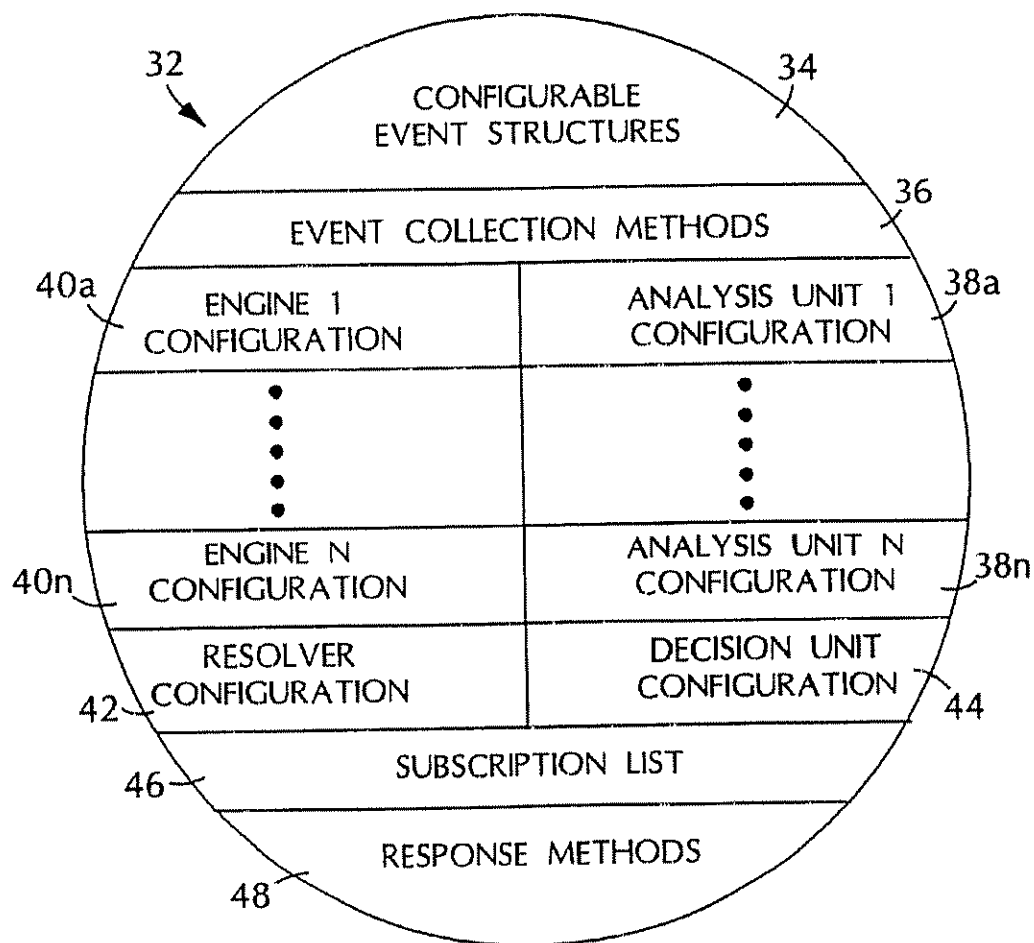 32
34
CONFIGURABLE
EVENT STRUCTURES
36
EVENT COLLECTION METHODS
40a
ENGINE 1
CONFIGURATION
ANALYSIS UNIT 1
CONFIGURATION
38a
40n
ENGINE N
CONFIGURATION
ANALYSIS UNIT N
CONFIGURATION
38n
42
RESOLVER
CONFIGURATION
DECISION UNIT
CONFIGURATION
44
46
SUBSCRIPTION LIST
48
RESPONSE METHODS